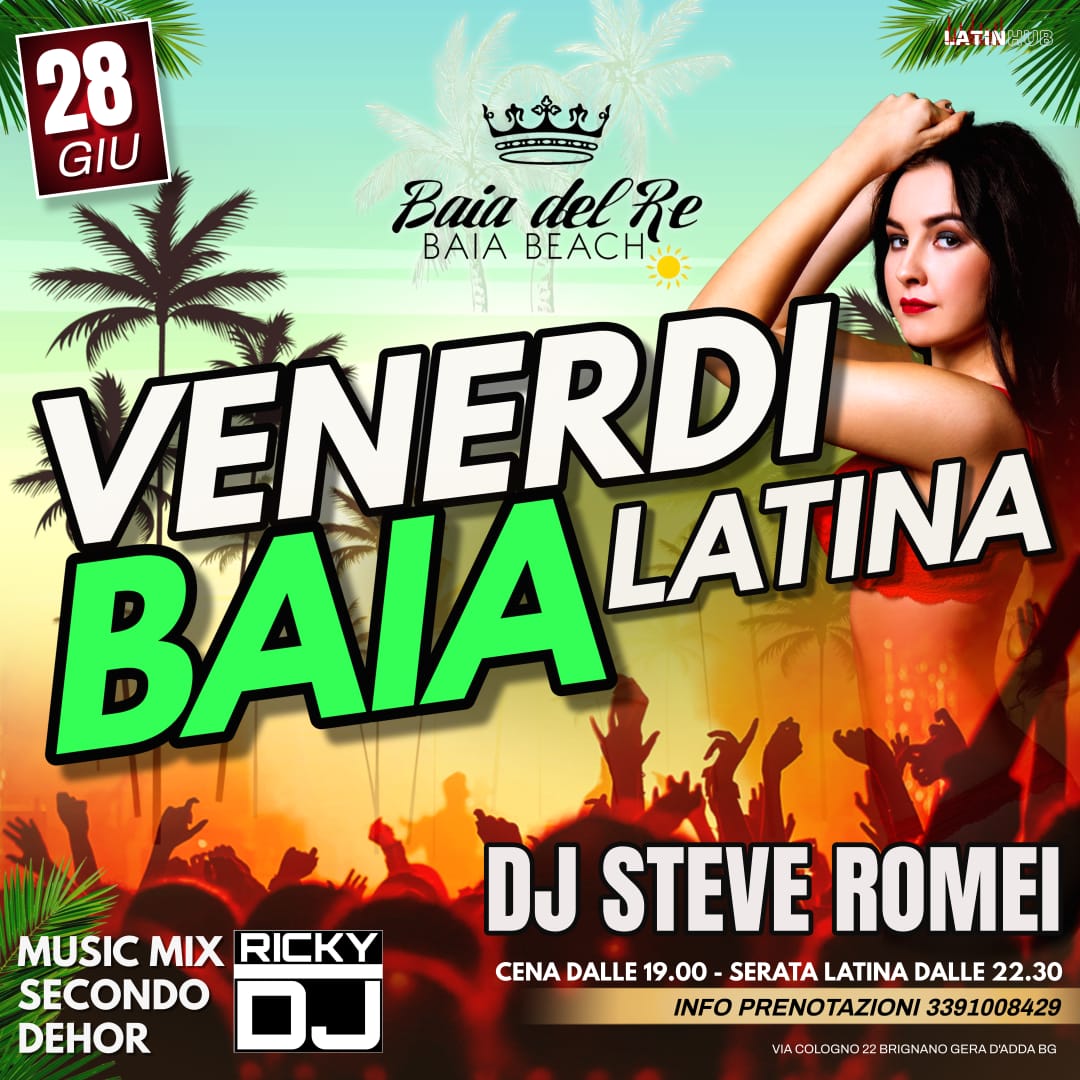 28
GIU
LATINHUB
Baia del Re
BAIA BEACH
VENERDI
BAIA LATINA
DJ STEVE ROMEI
MUSIC MIX
SECONDO
DEHOR
RICKY
DJ
CENA DALLE 19.00 - SERATA LATINA DALLE 22.30
INFO PRENOTAZIONI 3391008429
VIA COLOGNO 22 BRIGNANO GERA D'ADDA BG